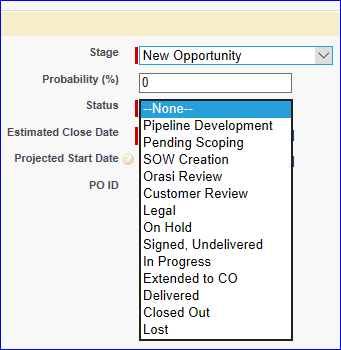 Stage New Opportunity
Probability (%) 0
Status --None--
Pipeline Development
Estimated Close Date Pending Scoping
Projected Start Date ? SOW Creation
Orasi Review
PO ID Customer Review
Legal
On Hold
Signed, Undelivered
In Progress
Extended to CO
Delivered
Closed Out
Lost